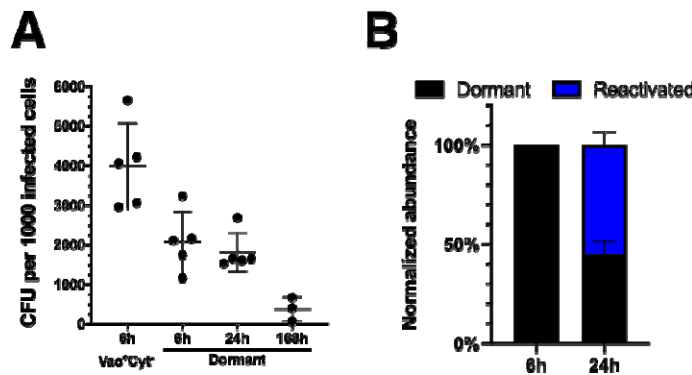 A
CFU per 1000 infected cells
6000
5000
4000
3000
2000
1000
0
6h 6h 24h 168h
Vac⁺Cyt⁻ Dormant
B
Dormant Reactivated
Normalized abundance
100%
50%
0%
6h 24h